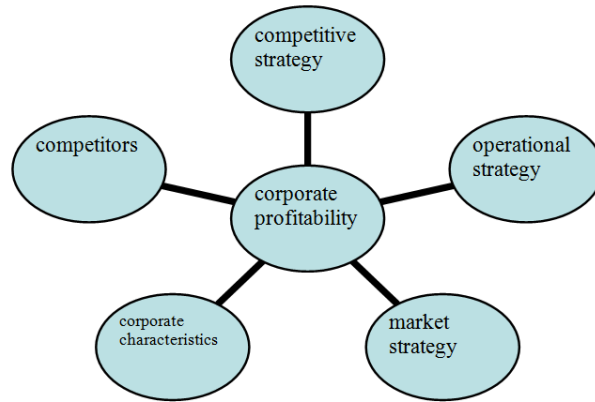 competitive
strategy
competitors
operational
strategy
corporate
profitability
corporate
characteristics
market
strategy